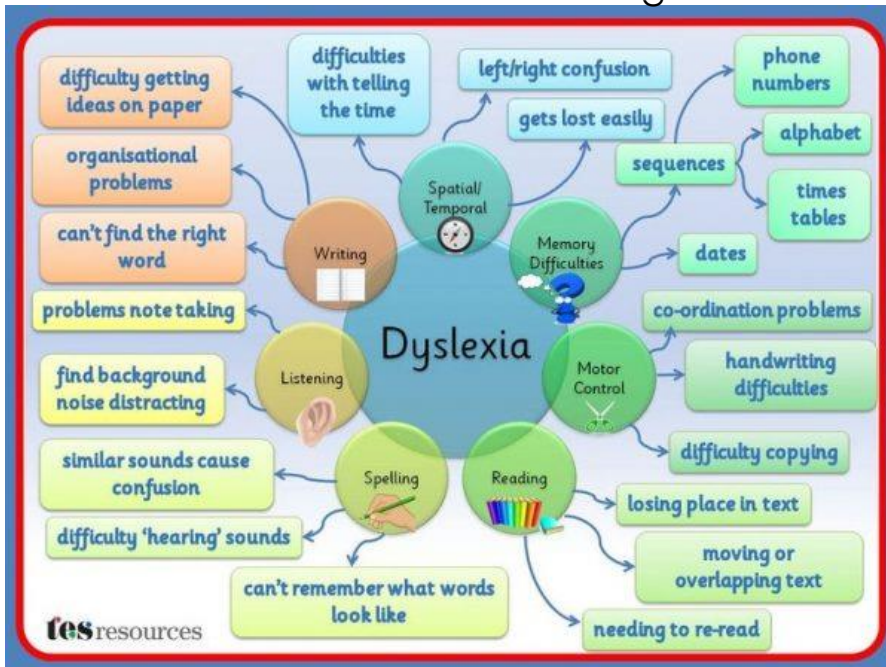 difficulty getting
ideas on paper
organisational
problems
can't find the right
word
Writing
difficulties
with telling
the time
left/right confusion
gets lost easily
Spatial/
Temporal
phone
numbers
alphabet
sequences
times
tables
dates
Memory
Difficulties
Dyslexia
problems note taking
find background
noise distracting
Listening
co-ordination problems
handwriting
difficulties
difficulty copying
Motor
Control
similar sounds cause
confusion
difficulty 'hearing' sounds
can't remember what words
look like
Spelling
Reading
losing place in text
moving or
overlapping text
needing to re-read
tes resources